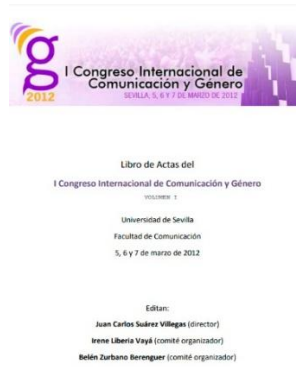 g
2012
I Congreso Internacional de
Comunicación y Género
SEVILLA, 5, 6 Y 7 DE MARZO DE 2012
Libro de Actas del
I Congreso Internacional de Comunicación y Género
VOLUMEN 1
Universidad de Sevilla
Facultad de Comunicación
5, 6 y 7 de marzo de 2012
Editan:
Juan Carlos Suárez Villegas (director)
Irene Liberia Vayá (comité organizador)
Belén Zurbano Berenguer (comité organizador)